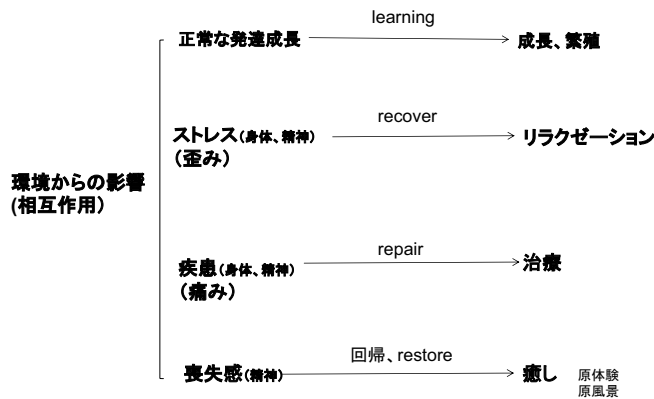 learning
正常な発達成長
成長、繁殖
recover
ストレス(身体、精神)
(歪み)
リラクゼーション
環境からの影響
(相互作用)
repair
疾患(身体、精神)
(痛み)
治療
回帰、restore
喪失感(精神)
癒し
原体験
原風景